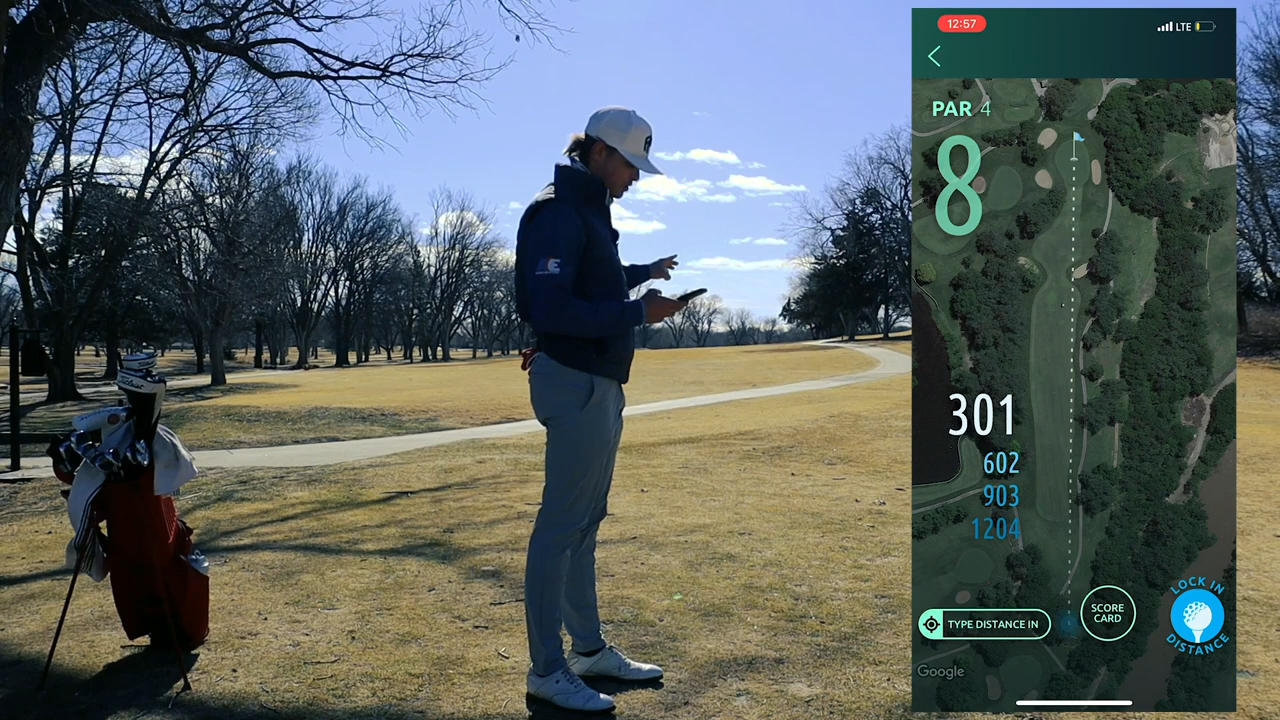 12:57
LTE
PAR 4
8
301
602
903
1204
TYPE DISTANCE IN
SCORE
CARD
LOCK IN
DISTANCE
Google
Titleist